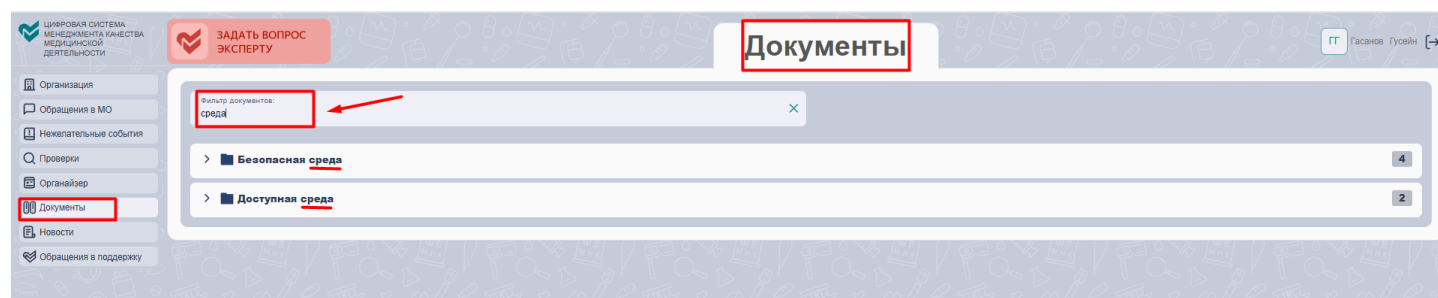 ЦИФРОВАЯ СИСТЕМА
МЕНЕДЖМЕНТА КАЧЕСТВА
МЕДИЦИНСКОЙ
ДЕЯТЕЛЬНОСТИ
ЗАДАТЬ ВОПРОС
ЭКСПЕРТУ
Документы
ГГ Гасанов Гусейн
Организация
Обращения в МО
Нежелательные события
Проверки
Органайзер
Документы
Новости
Обращения в поддержку
Фильтр документов:
среда
Безопасная среда 4
Доступная среда 2